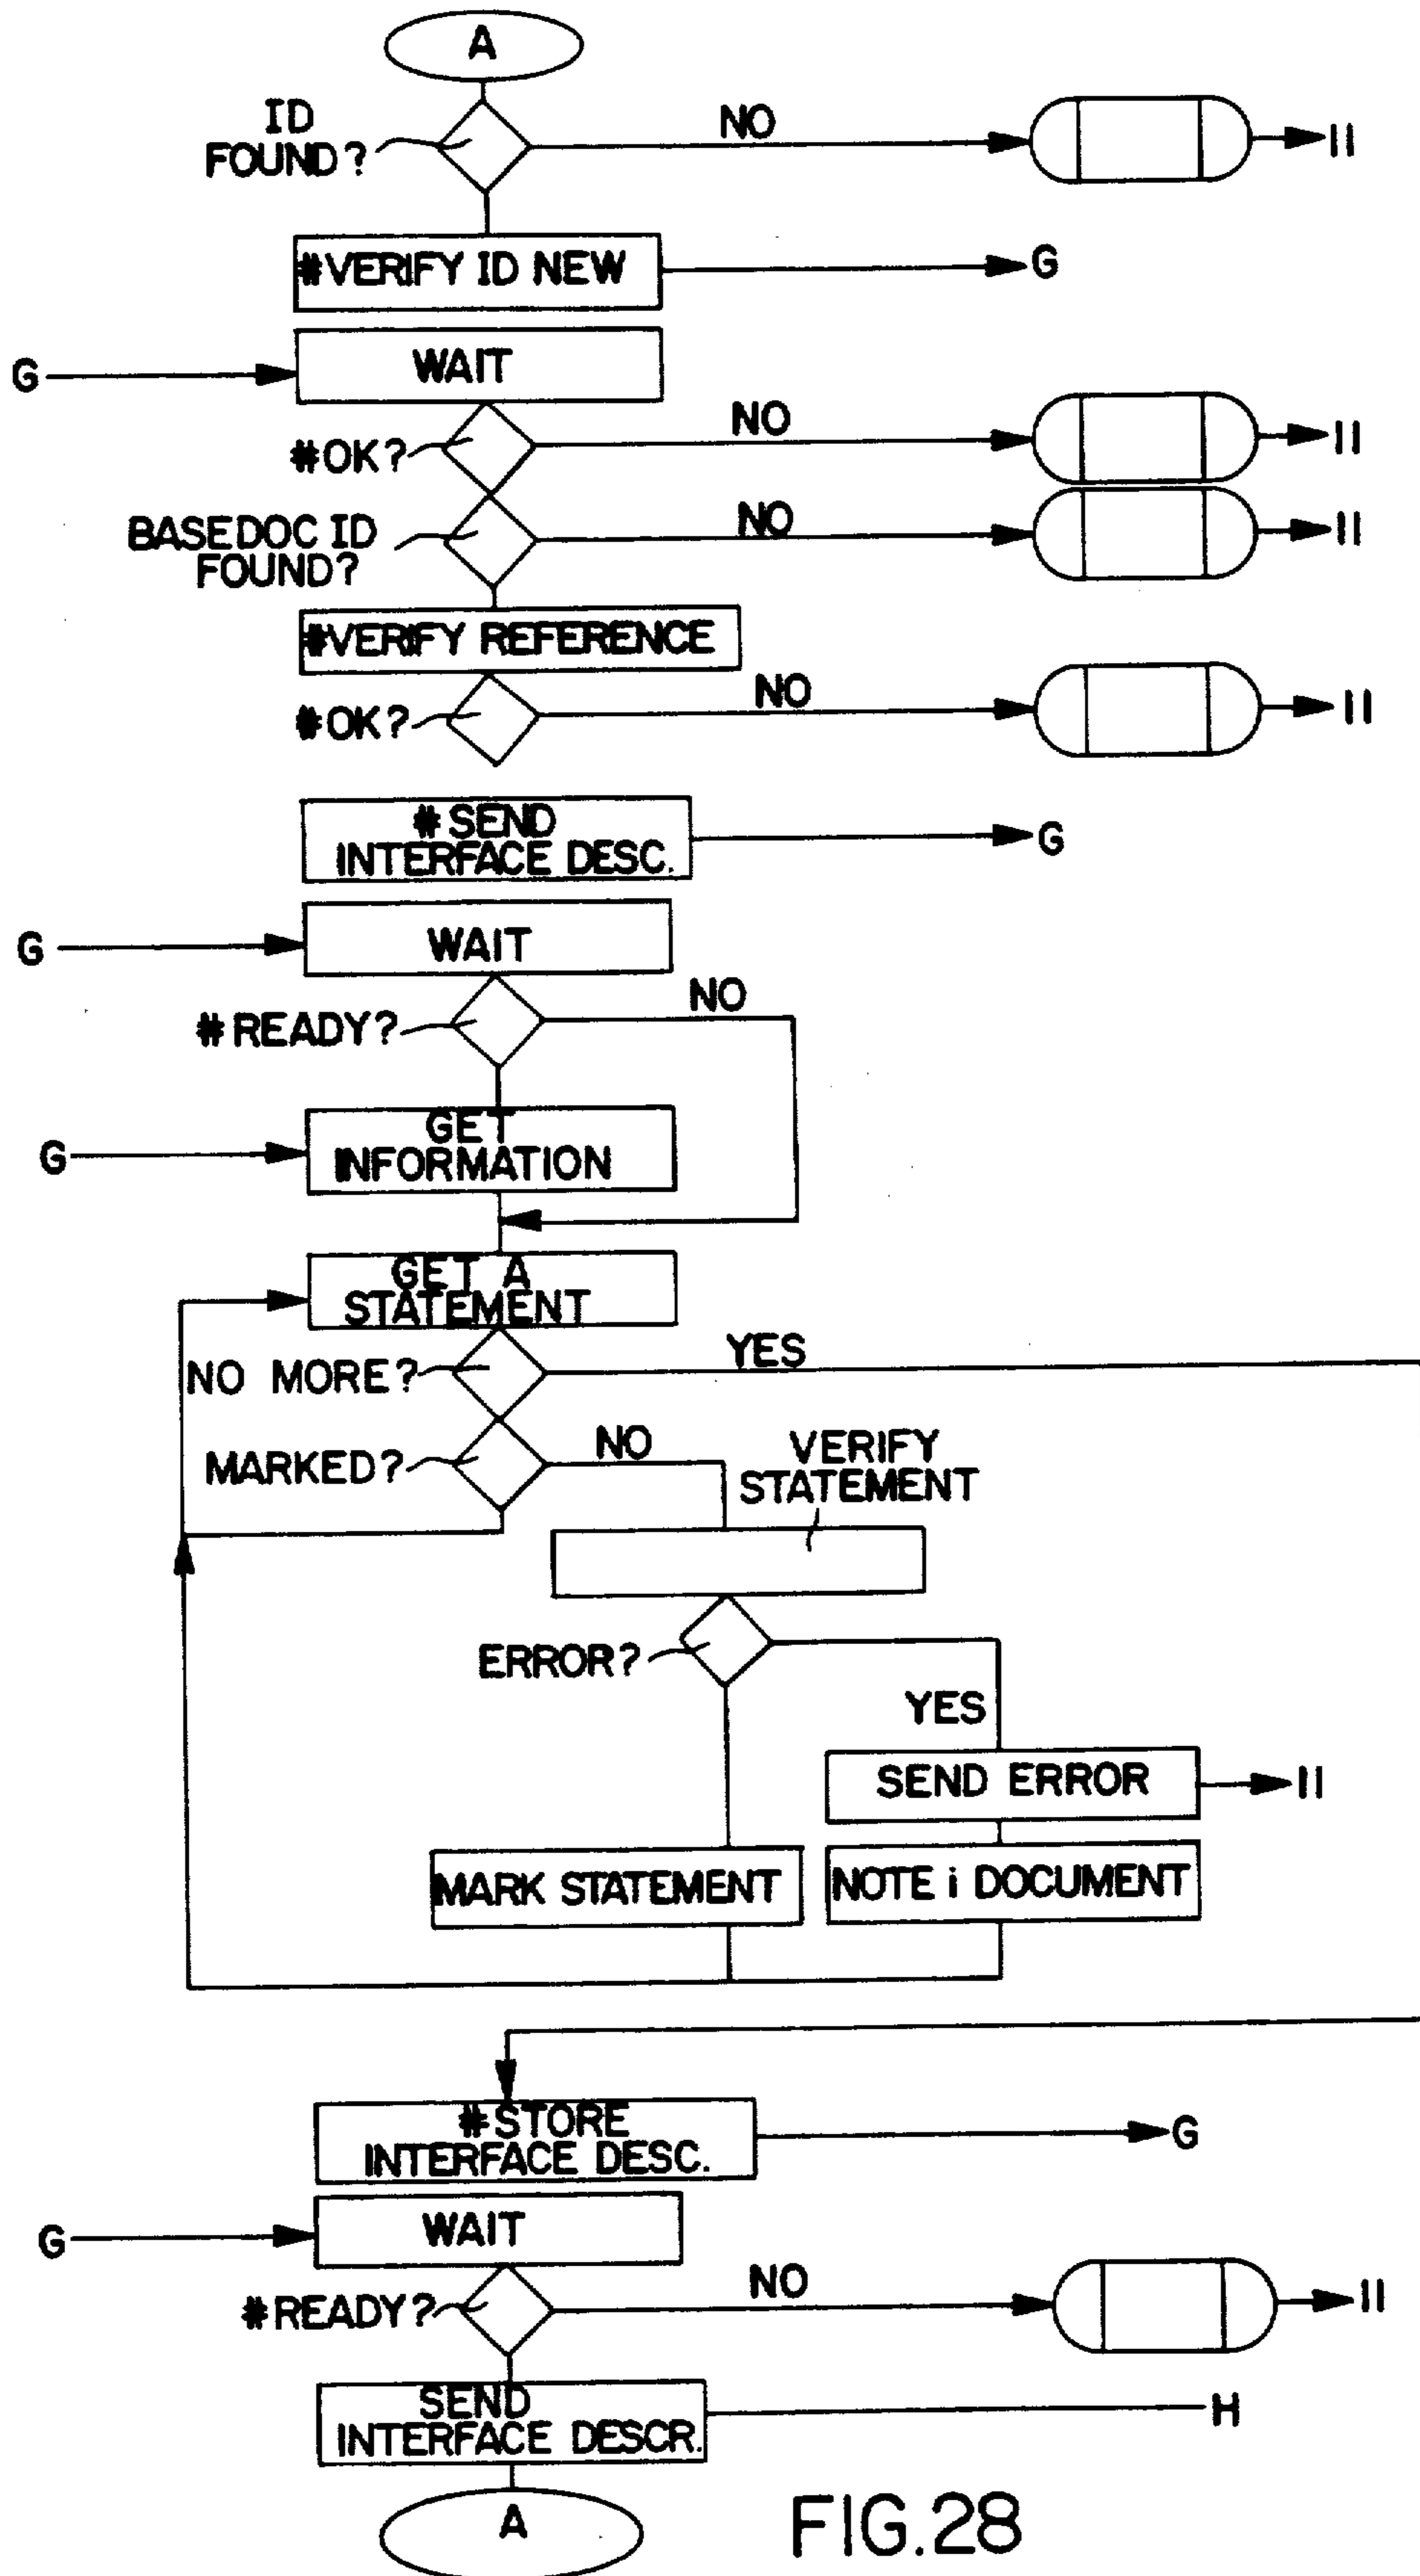 A
ID
FOUND?
NO
II
#VERIFY ID NEW
G
G
WAIT
#OK?
NO
II
BASEDOC ID
FOUND?
NO
II
#VERIFY REFERENCE
#OK?
NO
II
#SEND
INTERFACE DESC.
G
G
WAIT
#READY?
NO
G
GET
INFORMATION
GET A
STATEMENT
NO MORE?
YES
MARKED?
NO
VERIFY
STATEMENT
ERROR?
YES
SEND ERROR
II
MARK STATEMENT
NOTE i DOCUMENT
#STORE
INTERFACE DESC.
G
G
WAIT
#READY?
NO
II
SEND
INTERFACE DESCR.
H
A
FIG.28